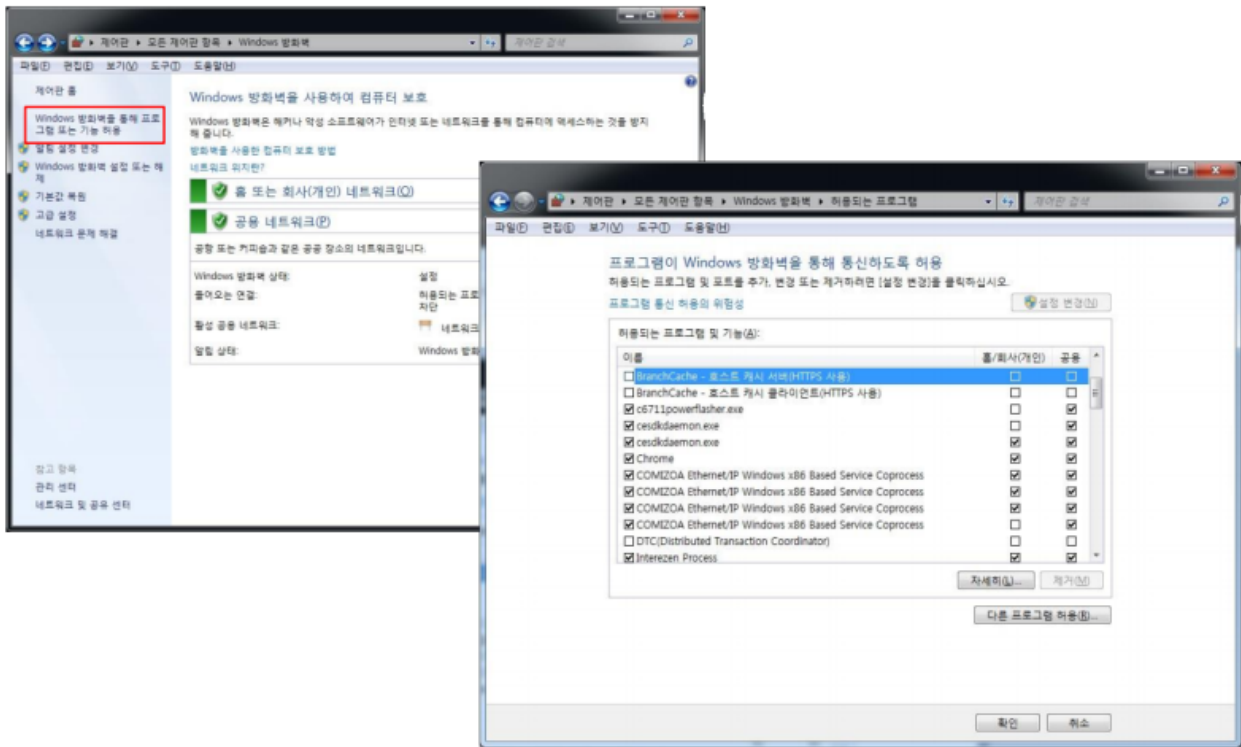 제어판 ▸ 모든 제어판 항목 ▸ Windows 방화벽
제어판 검색
파일(F) 편집(E) 보기(V) 도구(T) 도움말(H)
제어판 홈
Windows 방화벽을 통해 프로
그램 또는 기능 허용
알림 설정 변경
Windows 방화벽 설정 또는 해
제
기본값 복원
고급 설정
네트워크 문제 해결
참고 항목
관리 센터
네트워크 및 공유 센터
Windows 방화벽을 사용하여 컴퓨터 보호
Windows 방화벽은 해커나 악성 소프트웨어가 인터넷 또는 네트워크를 통해 컴퓨터에 액세스하는 것을 방지
해 줍니다.
방화벽을 사용한 컴퓨터 보호 방법
네트워크 위치란?
홈 또는 회사(개인) 네트워크(O)
공용 네트워크(P)
공항 또는 커피숍과 같은 공공 장소의 네트워크입니다.
Windows 방화벽 상태: 설정
들어오는 연결: 허용되는 프로
차단
활성 공용 네트워크: 네트워크
알림 상태: Windows 방화
제어판 ▸ 모든 제어판 항목 ▸ Windows 방화벽 ▸ 허용되는 프로그램
제어판 검색
파일(F) 편집(E) 보기(V) 도구(T) 도움말(H)
프로그램이 Windows 방화벽을 통해 통신하도록 허용
허용되는 프로그램 및 포트를 추가, 변경 또는 제거하려면 [설정 변경]을 클릭하십시오.
프로그램 통신 허용의 위험성
설정 변경(N)
허용되는 프로그램 및 기능(A):
이름 홈/회사(개인) 공용
BranchCache - 호스트 캐시 서버(HTTPS 사용)
BranchCache - 호스트 캐시 클라이언트(HTTPS 사용)
c6711powerflasher.exe
cesdkdaemon.exe
cesdkdaemon.exe
Chrome
COMIZOA Ethernet/IP Windows x86 Based Service Coprocess
COMIZOA Ethernet/IP Windows x86 Based Service Coprocess
COMIZOA Ethernet/IP Windows x86 Based Service Coprocess
COMIZOA Ethernet/IP Windows x86 Based Service Coprocess
DTC(Distributed Transaction Coordinator)
Interezen Process
자세히(L)... 제거(M)
다른 프로그램 허용(R)...
확인 취소